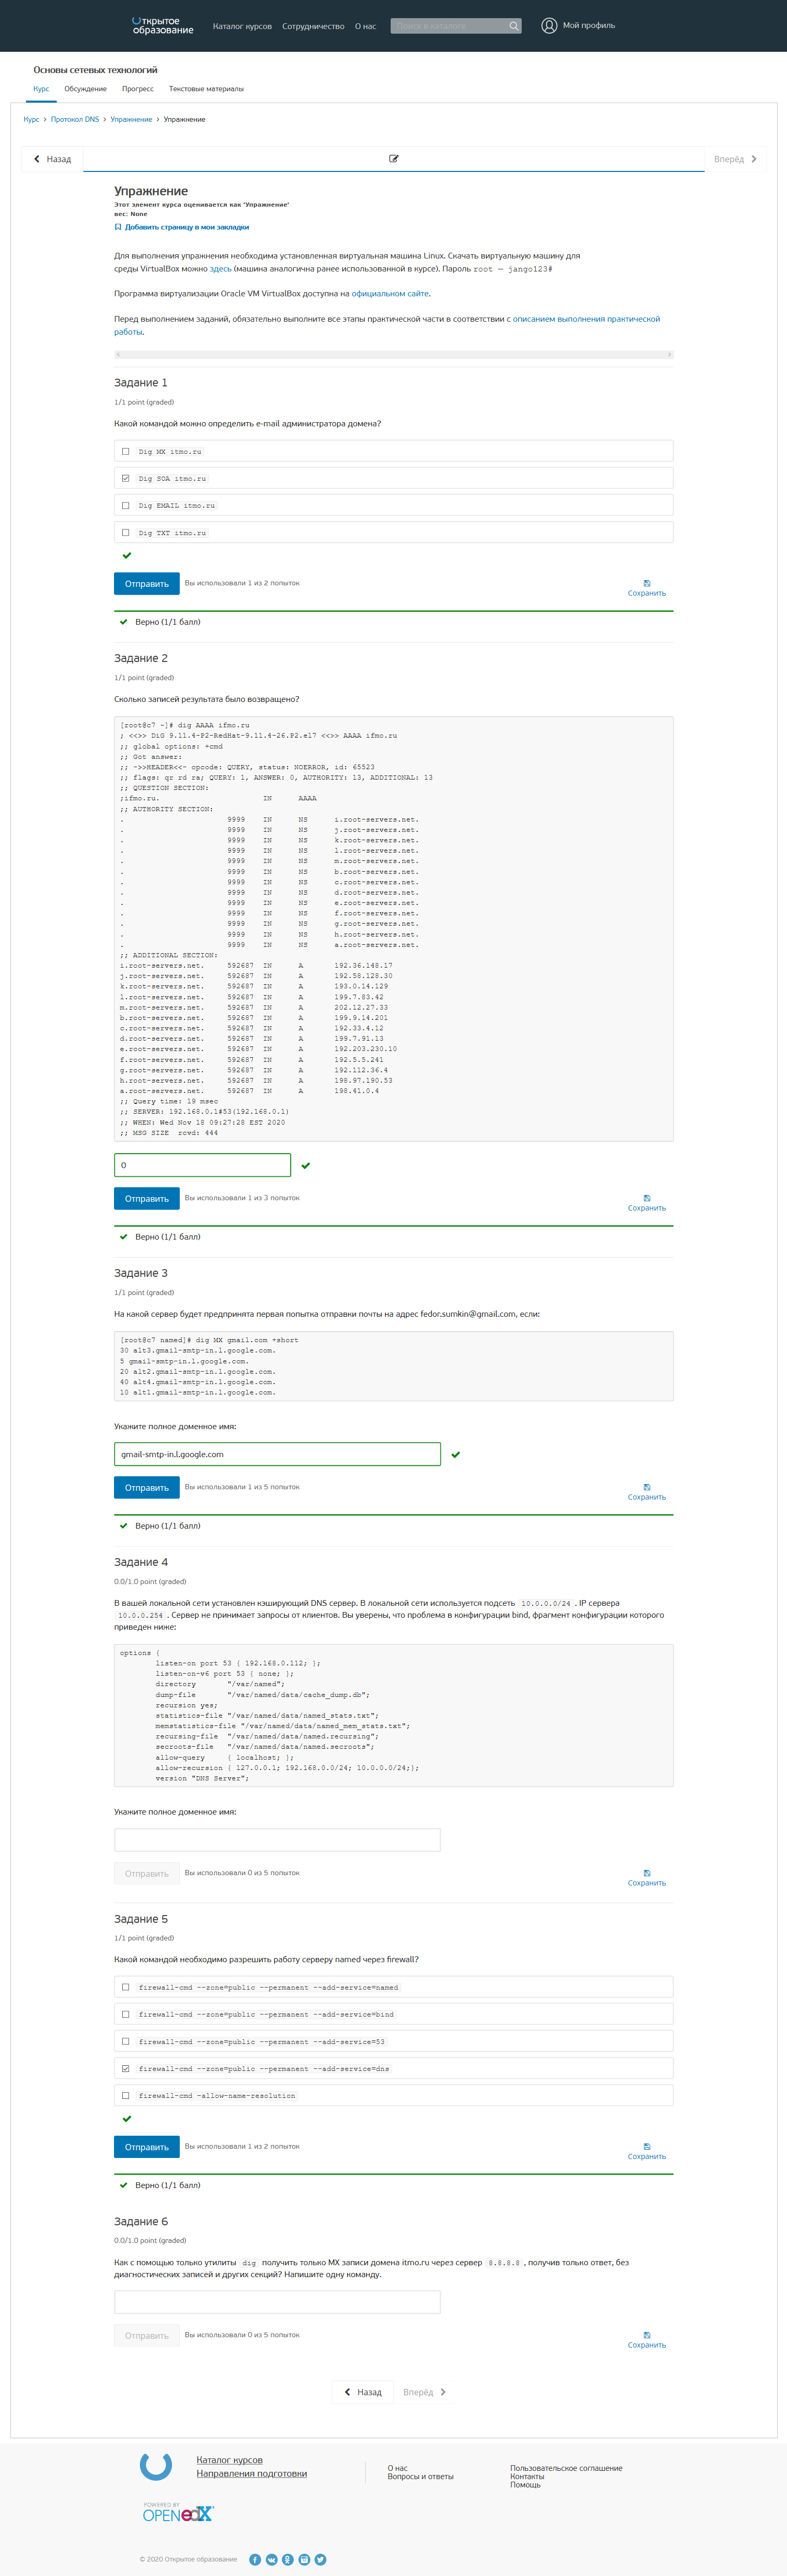 Открытое
образование
Каталог курсов Сотрудничество О нас Поиск в каталоге Мой профиль
Основы сетевых технологий
Курс Обсуждение Прогресс Текстовые материалы
Курс > Протокол DNS > Упражнение > Упражнение
Назад Вперёд
Упражнение
Этот элемент курса оценивается как 'Упражнение'
вес: None
Добавить страницу в мои закладки
Для выполнения упражнения необходима установленная виртуальная машина Linux. Скачать виртуальную машину для
среды VirtualBox можно здесь (машина аналогична ранее использованной в курсе). Пароль root — jango123#
Программа виртуализации Oracle VM VirtualBox доступна на официальном сайте.
Перед выполнением заданий, обязательно выполните все этапы практической части в соответствии с описанием выполнения практической
работы.
Задание 1
1/1 point (graded)
Какой командой можно определить e-mail администратора домена?
Dig MX itmo.ru
Dig SOA itmo.ru
Dig EMAIL itmo.ru
Dig TXT itmo.ru
Отправить Вы использовали 1 из 2 попыток Сохранить
Верно (1/1 балл)
Задание 2
1/1 point (graded)
Сколько записей результата было возвращено?
[root@c7 ~]# dig AAAA ifmo.ru
; <<>> DiG 9.11.4-P2-RedHat-9.11.4-26.P2.el7 <<>> AAAA ifmo.ru
;; global options: +cmd
;; Got answer:
;; ->>HEADER<<- opcode: QUERY, status: NOERROR, id: 65523
;; flags: qr rd ra; QUERY: 1, ANSWER: 0, AUTHORITY: 13, ADDITIONAL: 13
;; QUESTION SECTION:
;ifmo.ru. IN AAAA
;; AUTHORITY SECTION:
. 9999 IN NS i.root-servers.net.
. 9999 IN NS j.root-servers.net.
. 9999 IN NS k.root-servers.net.
. 9999 IN NS l.root-servers.net.
. 9999 IN NS m.root-servers.net.
. 9999 IN NS b.root-servers.net.
. 9999 IN NS c.root-servers.net.
. 9999 IN NS d.root-servers.net.
. 9999 IN NS e.root-servers.net.
. 9999 IN NS f.root-servers.net.
. 9999 IN NS g.root-servers.net.
. 9999 IN NS h.root-servers.net.
. 9999 IN NS a.root-servers.net.
;; ADDITIONAL SECTION:
i.root-servers.net. 592687 IN A 192.36.148.17
j.root-servers.net. 592687 IN A 192.58.128.30
k.root-servers.net. 592687 IN A 193.0.14.129
l.root-servers.net. 592687 IN A 199.7.83.42
m.root-servers.net. 592687 IN A 202.12.27.33
b.root-servers.net. 592687 IN A 199.9.14.201
c.root-servers.net. 592687 IN A 192.33.4.12
d.root-servers.net. 592687 IN A 199.7.91.13
e.root-servers.net. 592687 IN A 192.203.230.10
f.root-servers.net. 592687 IN A 192.5.5.241
g.root-servers.net. 592687 IN A 192.112.36.4
h.root-servers.net. 592687 IN A 198.97.190.53
a.root-servers.net. 592687 IN A 198.41.0.4
;; Query time: 19 msec
;; SERVER: 192.168.0.1#53(192.168.0.1)
;; WHEN: Wed Nov 18 09:27:28 EST 2020
;; MSG SIZE rcvd: 444
0
Отправить Вы использовали 1 из 3 попыток Сохранить
Верно (1/1 балл)
Задание 3
1/1 point (graded)
На какой сервер будет предпринята первая попытка отправки почты на адрес fedor.sumkin@gmail.com, если:
[root@c7 named]# dig MX gmail.com +short
30 alt3.gmail-smtp-in.l.google.com.
5 gmail-smtp-in.l.google.com.
20 alt2.gmail-smtp-in.l.google.com.
40 alt4.gmail-smtp-in.l.google.com.
10 alt1.gmail-smtp-in.l.google.com.
Укажите полное доменное имя:
gmail-smtp-in.l.google.com
Отправить Вы использовали 1 из 5 попыток Сохранить
Верно (1/1 балл)
Задание 4
0.0/1.0 point (graded)
В вашей локальной сети установлен кэширующий DNS сервер. В локальной сети используется подсеть 10.0.0.0/24 . IP сервера
10.0.0.254 . Сервер не принимает запросы от клиентов. Вы уверены, что проблема в конфигурации bind, фрагмент конфигурации которого
приведен ниже:
options {
listen-on port 53 { 192.168.0.112; };
listen-on-v6 port 53 { none; };
directory "/var/named";
dump-file "/var/named/data/cache_dump.db";
recursion yes;
statistics-file "/var/named/data/named_stats.txt";
memstatistics-file "/var/named/data/named_mem_stats.txt";
recursing-file "/var/named/data/named.recursing";
secroots-file "/var/named/data/named.secroots";
allow-query { localhost; };
allow-recursion { 127.0.0.1; 192.168.0.0/24; 10.0.0.0/24;};
version "DNS Server";
Укажите полное доменное имя:
Отправить Вы использовали 0 из 5 попыток Сохранить
Задание 5
1/1 point (graded)
Какой командой необходимо разрешить работу серверу named через firewall?
firewall-cmd --zone=public --permanent --add-service=named
firewall-cmd --zone=public --permanent --add-service=bind
firewall-cmd --zone=public --permanent --add-service=53
firewall-cmd --zone=public --permanent --add-service=dns
firewall-cmd -allow-name-resolution
Отправить Вы использовали 1 из 2 попыток Сохранить
Верно (1/1 балл)
Задание 6
0.0/1.0 point (graded)
Как с помощью только утилиты dig получить только MX записи домена itmo.ru через сервер 8.8.8.8 , получив только ответ, без
диагностических записей и других секций? Напишите одну команду.
Отправить Вы использовали 0 из 5 попыток Сохранить
Назад Вперёд
Каталог курсов
Направления подготовки
О нас
Вопросы и ответы
Пользовательское соглашение
Контакты
Помощь
POWERED BY
OPEN edX
© 2020 Открытое образование